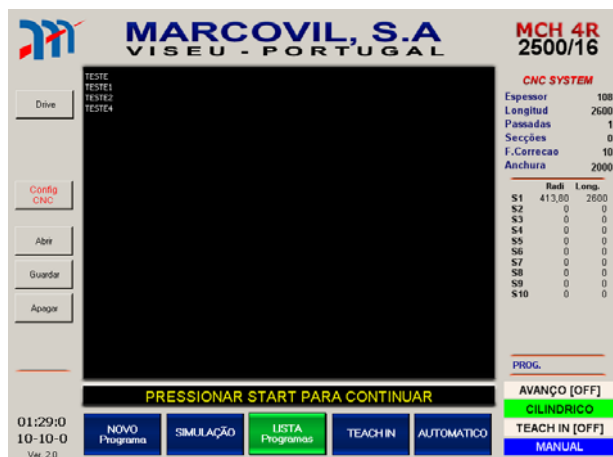 MARCOVIL, S.A
VISEU - PORTUGAL
MCH 4R
2500/16
TESTE
TESTE1
TESTE2
TESTE4
Drive
Config
CNC
Abrir
Guardar
Apagar
CNC SYSTEM
Espessor 108
Longitud 2600
Passadas 1
Secções 0
F.Correcao 10
Anchura 2000
Radi Long.
S1 413,80 2600
S2 0 0
S3 0 0
S4 0 0
S5 0 0
S6 0 0
S7 0 0
S8 0 0
S9 0 0
S10 0 0
PROG.
PRESSIONAR START PARA CONTINUAR
AVANÇO [OFF]
CILINDRICO
TEACH IN [OFF]
MANUAL
01:29:0
10-10-0
Ver. 2.0
NOVO
Programa
SIMULAÇÃO
LISTA
Programas
TEACH IN
AUTOMATICO